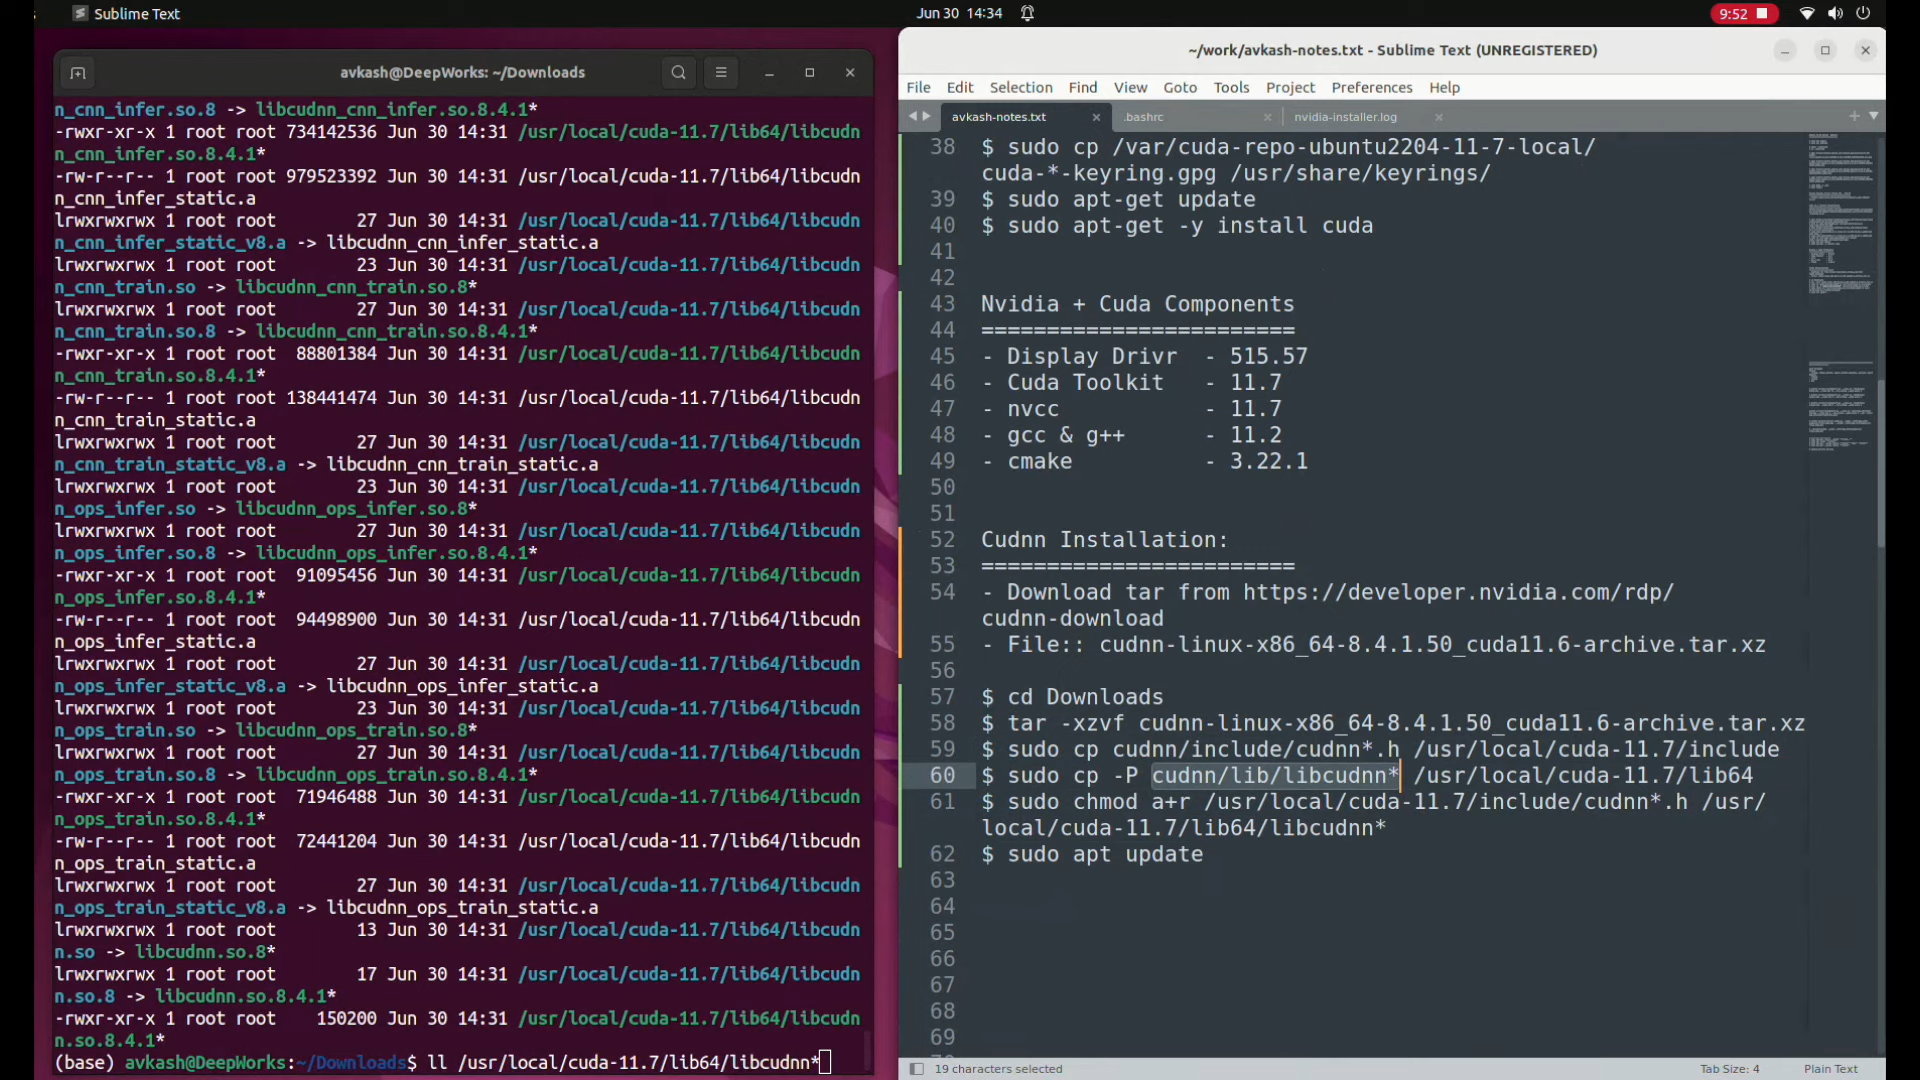 Sublime Text
Jun 30 14:34
9:52
avkash@DeepWorks: ~/Downloads
n_cnn_infer.so.8 -> libcudnn_cnn_infer.so.8.4.1*
-rwxr-xr-x 1 root root 734142536 Jun 30 14:31 /usr/local/cuda-11.7/lib64/libcudn
n_cnn_infer.so.8.4.1*
-rw-r--r-- 1 root root 979523392 Jun 30 14:31 /usr/local/cuda-11.7/lib64/libcudn
n_cnn_infer_static.a
lrwxrwxrwx 1 root root        27 Jun 30 14:31 /usr/local/cuda-11.7/lib64/libcudn
n_cnn_infer_static_v8.a -> libcudnn_cnn_infer_static.a
lrwxrwxrwx 1 root root        23 Jun 30 14:31 /usr/local/cuda-11.7/lib64/libcudn
n_cnn_train.so -> libcudnn_cnn_train.so.8*
lrwxrwxrwx 1 root root        27 Jun 30 14:31 /usr/local/cuda-11.7/lib64/libcudn
n_cnn_train.so.8 -> libcudnn_cnn_train.so.8.4.1*
-rwxr-xr-x 1 root root  88801384 Jun 30 14:31 /usr/local/cuda-11.7/lib64/libcudn
n_cnn_train.so.8.4.1*
-rw-r--r-- 1 root root 138441474 Jun 30 14:31 /usr/local/cuda-11.7/lib64/libcudn
n_cnn_train_static.a
lrwxrwxrwx 1 root root        27 Jun 30 14:31 /usr/local/cuda-11.7/lib64/libcudn
n_cnn_train_static_v8.a -> libcudnn_cnn_train_static.a
lrwxrwxrwx 1 root root        23 Jun 30 14:31 /usr/local/cuda-11.7/lib64/libcudn
n_ops_infer.so -> libcudnn_ops_infer.so.8*
lrwxrwxrwx 1 root root        27 Jun 30 14:31 /usr/local/cuda-11.7/lib64/libcudn
n_ops_infer.so.8 -> libcudnn_ops_infer.so.8.4.1*
-rwxr-xr-x 1 root root  91095456 Jun 30 14:31 /usr/local/cuda-11.7/lib64/libcudn
n_ops_infer.so.8.4.1*
-rw-r--r-- 1 root root  94498900 Jun 30 14:31 /usr/local/cuda-11.7/lib64/libcudn
n_ops_infer_static.a
lrwxrwxrwx 1 root root        27 Jun 30 14:31 /usr/local/cuda-11.7/lib64/libcudn
n_ops_infer_static_v8.a -> libcudnn_ops_infer_static.a
lrwxrwxrwx 1 root root        23 Jun 30 14:31 /usr/local/cuda-11.7/lib64/libcudn
n_ops_train.so -> libcudnn_ops_train.so.8*
lrwxrwxrwx 1 root root        27 Jun 30 14:31 /usr/local/cuda-11.7/lib64/libcudn
n_ops_train.so.8 -> libcudnn_ops_train.so.8.4.1*
-rwxr-xr-x 1 root root  71946488 Jun 30 14:31 /usr/local/cuda-11.7/lib64/libcudn
n_ops_train.so.8.4.1*
-rw-r--r-- 1 root root  72441204 Jun 30 14:31 /usr/local/cuda-11.7/lib64/libcudn
n_ops_train_static.a
lrwxrwxrwx 1 root root        27 Jun 30 14:31 /usr/local/cuda-11.7/lib64/libcudn
n_ops_train_static_v8.a -> libcudnn_ops_train_static.a
lrwxrwxrwx 1 root root        13 Jun 30 14:31 /usr/local/cuda-11.7/lib64/libcudn
n.so -> libcudnn.so.8*
lrwxrwxrwx 1 root root        17 Jun 30 14:31 /usr/local/cuda-11.7/lib64/libcudn
n.so.8 -> libcudnn.so.8.4.1*
-rwxr-xr-x 1 root root    150200 Jun 30 14:31 /usr/local/cuda-11.7/lib64/libcudn
n.so.8.4.1*
(base) avkash@DeepWorks:~/Downloads$ ll /usr/local/cuda-11.7/lib64/libcudnn*
~/work/avkash-notes.txt - Sublime Text (UNREGISTERED)
File Edit Selection Find View Goto Tools Project Preferences Help
avkash-notes.txt .bashrc nvidia-installer.log
38 $ sudo cp /var/cuda-repo-ubuntu2204-11-7-local/
cuda-*-keyring.gpg /usr/share/keyrings/
39 $ sudo apt-get update
40 $ sudo apt-get -y install cuda
41
42
43 Nvidia + Cuda Components
44 ========================
45 - Display Drivr  - 515.57
46 - Cuda Toolkit   - 11.7
47 - nvcc           - 11.7
48 - gcc & g++      - 11.2
49 - cmake          - 3.22.1
50
51
52 Cudnn Installation:
53 ========================
54 - Download tar from https://developer.nvidia.com/rdp/
cudnn-download
55 - File:: cudnn-linux-x86_64-8.4.1.50_cuda11.6-archive.tar.xz
56
57 $ cd Downloads
58 $ tar -xzvf cudnn-linux-x86_64-8.4.1.50_cuda11.6-archive.tar.xz
59 $ sudo cp cudnn/include/cudnn*.h /usr/local/cuda-11.7/include
60 $ sudo cp -P cudnn/lib/libcudnn* /usr/local/cuda-11.7/lib64
61 $ sudo chmod a+r /usr/local/cuda-11.7/include/cudnn*.h /usr/
local/cuda-11.7/lib64/libcudnn*
62 $ sudo apt update
63
64
65
66
67
68
69
19 characters selected
Tab Size: 4
Plain Text